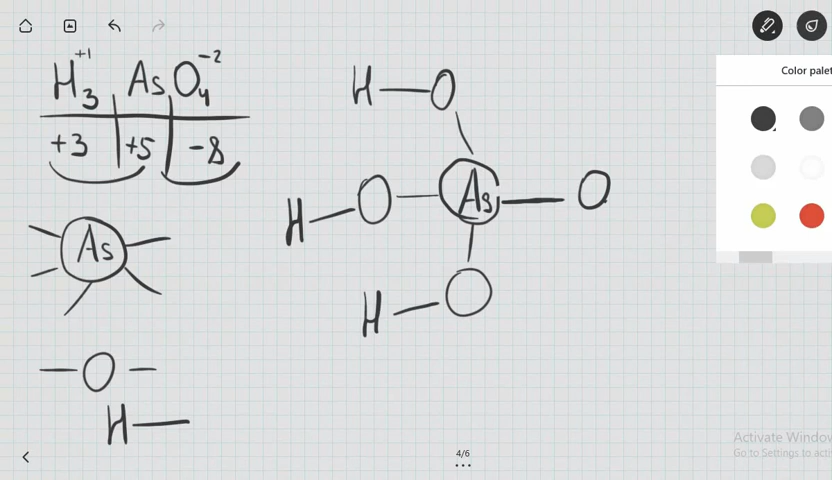 +1 -2
H3 AsO4
+3 +5 -8
As
-O-
H-
H-O
H-O-As-O
H-O
Color palet
4/6
Activate Window
Go to Settings to acti